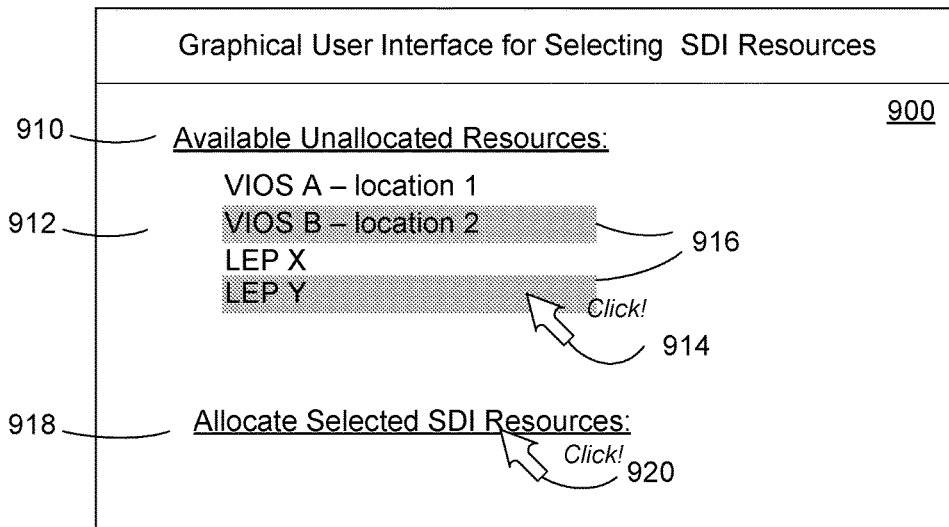 Graphical User Interface for Selecting SDI Resources
900
910
Available Unallocated Resources:
VIOS A – location 1
912
VIOS B – location 2
916
LEP X
LEP Y
Click!
914
918
Allocate Selected SDI Resources:
Click!
920